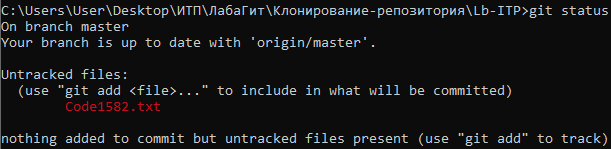 C:\Users\User\Desktop\ИТП\ЛабаГит\Клонирование-репозитория\Lb-ITP>git status
On branch master
Your branch is up to date with 'origin/master'.
Untracked files:
(use "git add <file>..." to include in what will be committed)
Code1582.txt
nothing added to commit but untracked files present (use "git add" to track)